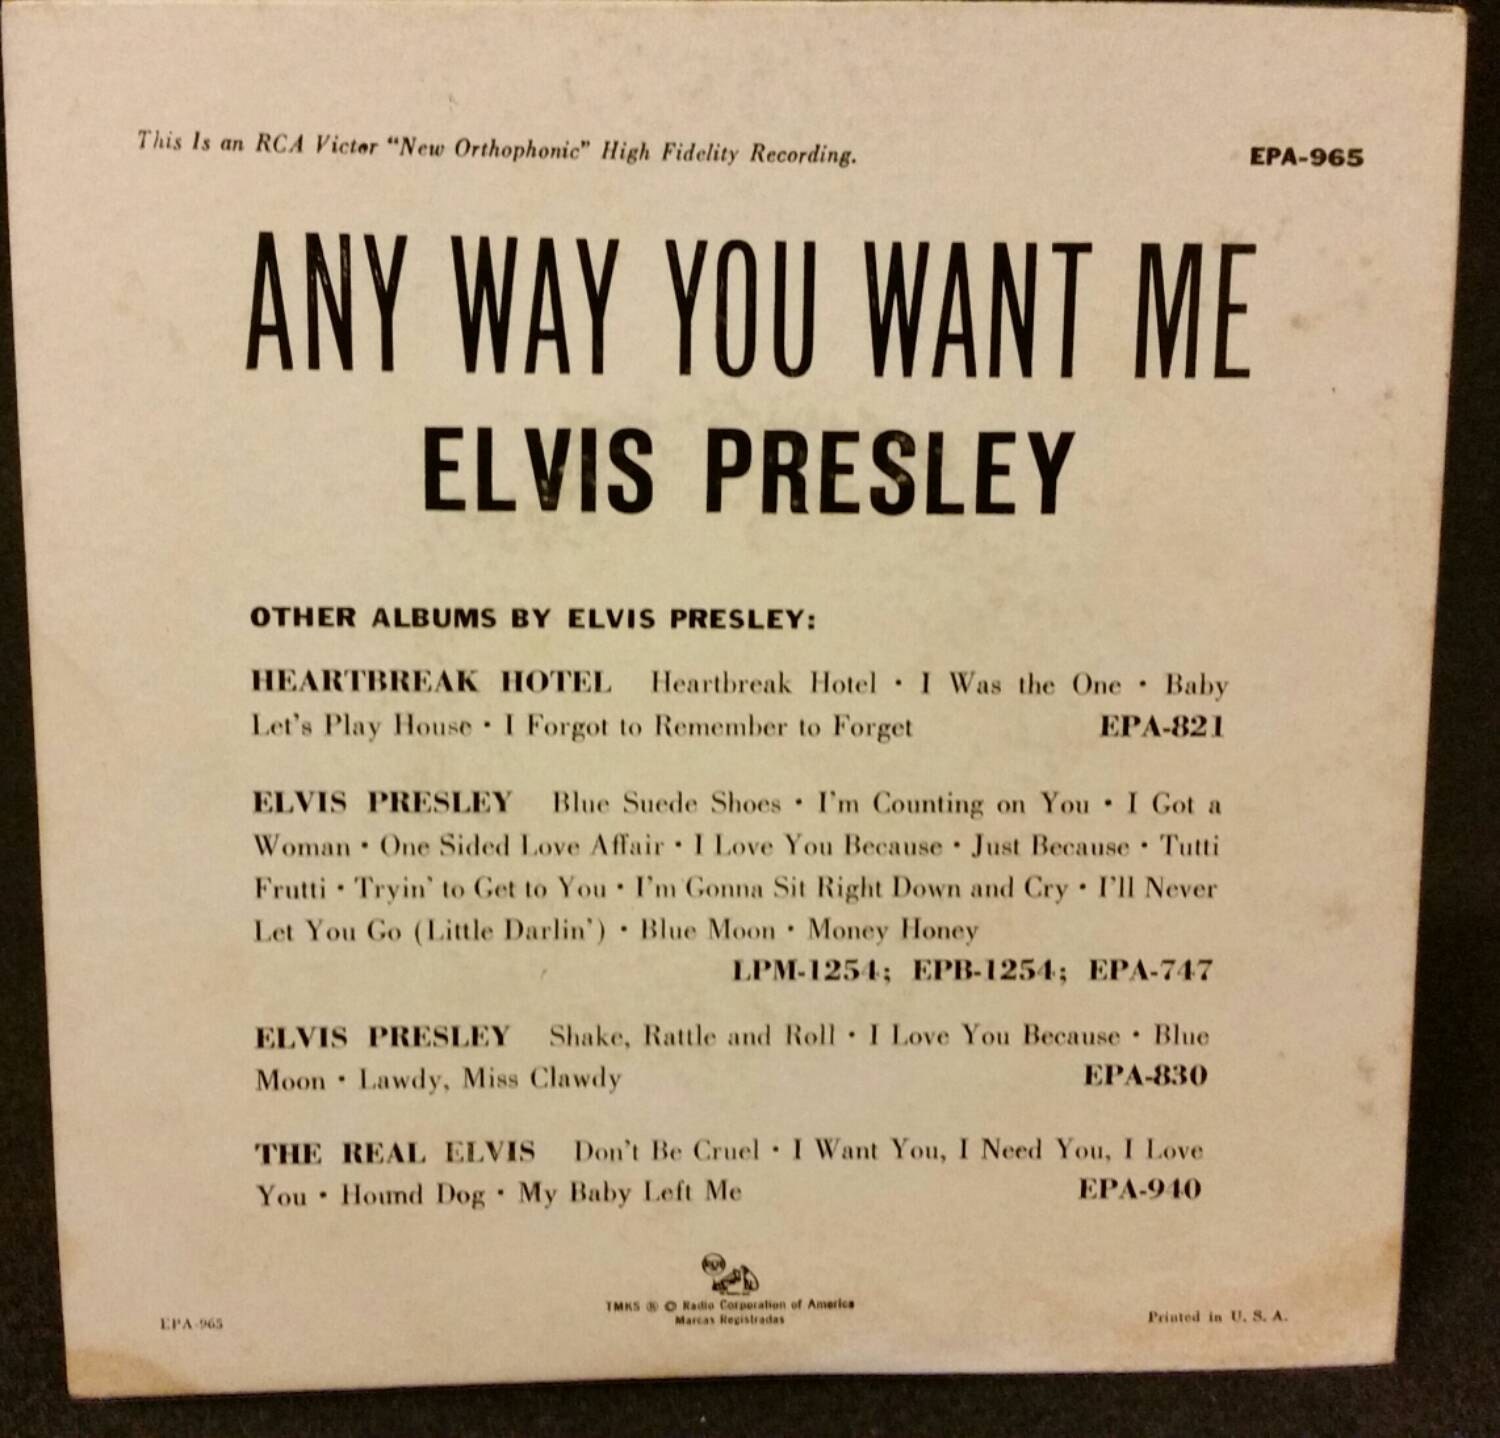 This Is an RCA Victor “New Orthophonic” High Fidelity Recording.
EPA-965
ANY WAY YOU WANT ME
ELVIS PRESLEY
OTHER ALBUMS BY ELVIS PRESLEY:
HEARTBREAK HOTEL Heartbreak Hotel • I Was the One • Baby
Let’s Play House • I Forgot to Remember to Forget EPA-821
ELVIS PRESLEY Blue Suede Shoes • I’m Counting on You • I Got a
Woman • One Sided Love Affair • I Love You Because • Just Because • Tutti
Frutti • Tryin’ to Get to You • I’m Gonna Sit Right Down and Cry • I’ll Never
Let You Go (Little Darlin’) • Blue Moon • Money Honey
LPM-1254; EPB-1254; EPA-747
ELVIS PRESLEY Shake, Rattle and Roll • I Love You Because • Blue
Moon • Lawdy, Miss Clawdy EPA-830
THE REAL ELVIS Don’t Be Cruel • I Want You, I Need You, I Love
You • Hound Dog • My Baby Left Me EPA-940
RCA
TMKS ® © Radio Corporation of America
Marcas Registradas
EPA-965
Printed in U. S. A.